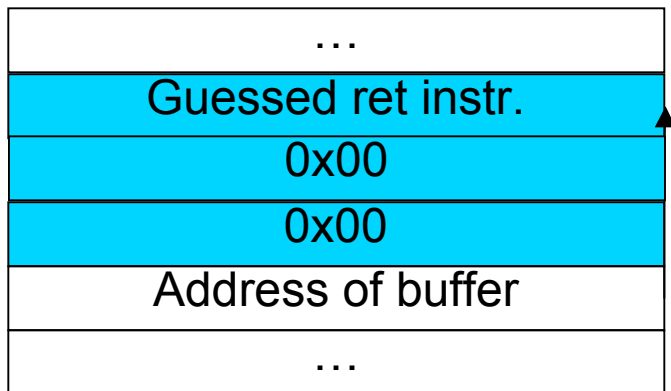 ...
Guessed ret instr.
0x00
0x00
Address of buffer
...